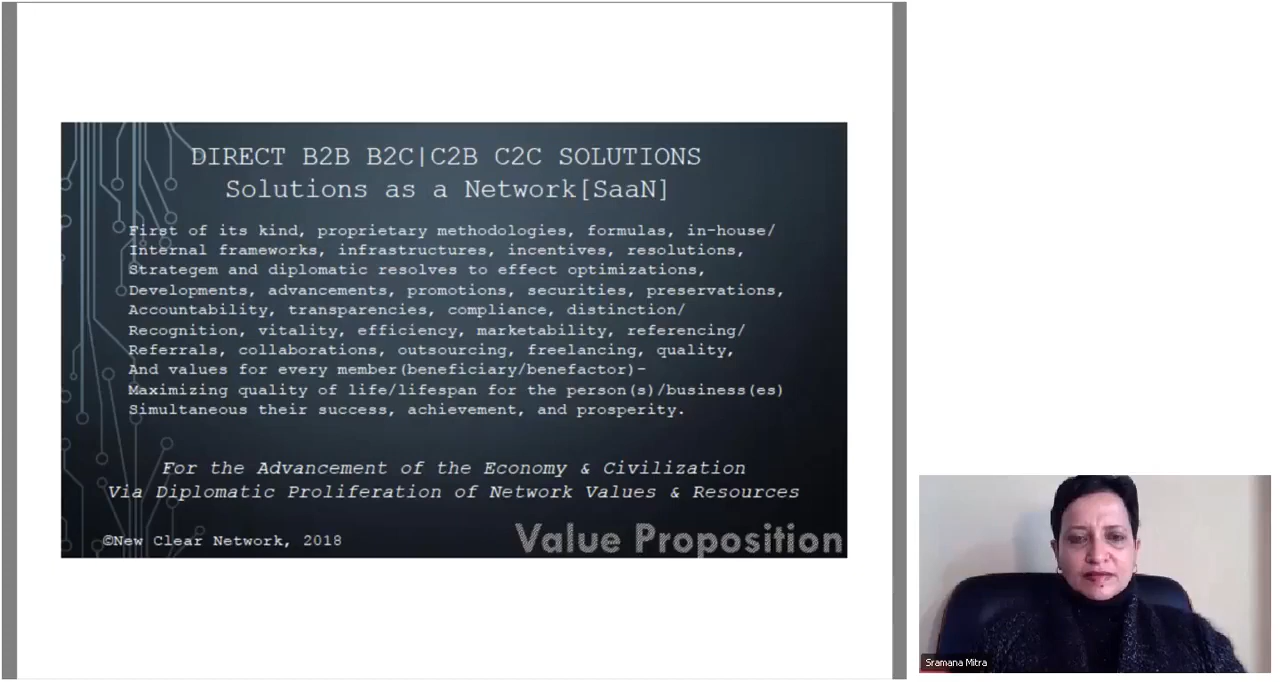 DIRECT B2B B2C|C2B C2C SOLUTIONS
Solutions as a Network[SaaN]
First of its kind, proprietary methodologies, formulas, in-house/
Internal frameworks, infrastructures, incentives, resolutions,
Strategem and diplomatic resolves to effect optimizations,
Developments, advancements, promotions, securities, preservations,
Accountability, transparencies, compliance, distinction/
Recognition, vitality, efficiency, marketability, referencing/
Referrals, collaborations, outsourcing, freelancing, quality,
And values for every member(beneficiary/benefactor)-
Maximizing quality of life/lifespan for the person(s)/business(es)
Simultaneous their success, achievement, and prosperity.
For the Advancement of the Economy & Civilization
Via Diplomatic Proliferation of Network Values & Resources
©New Clear Network, 2018
Value Proposition
Sramana Mitra